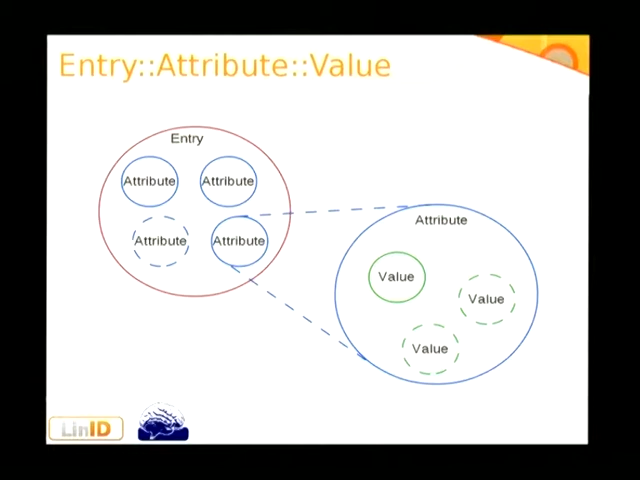 Entry::Attribute::Value
Entry
Attribute
Attribute
Attribute
Attribute
Attribute
Value
Value
Value
LinID